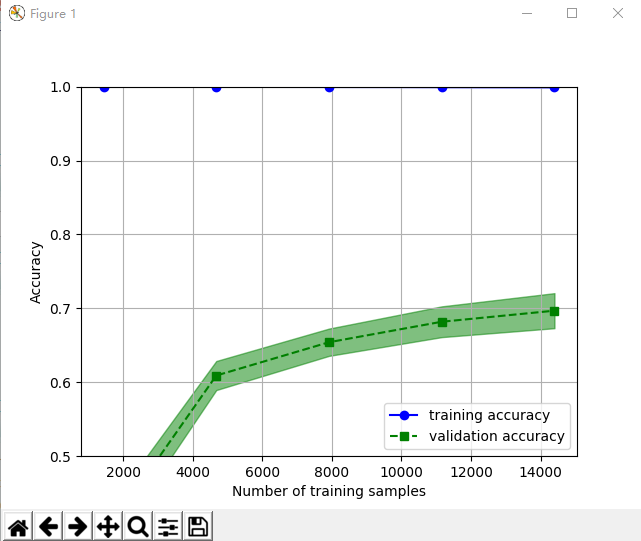 Figure 1
1.0
0.9
0.8
0.7
0.6
0.5
Accuracy
training accuracy
validation accuracy
2000 4000 6000 8000 10000 12000 14000
Number of training samples